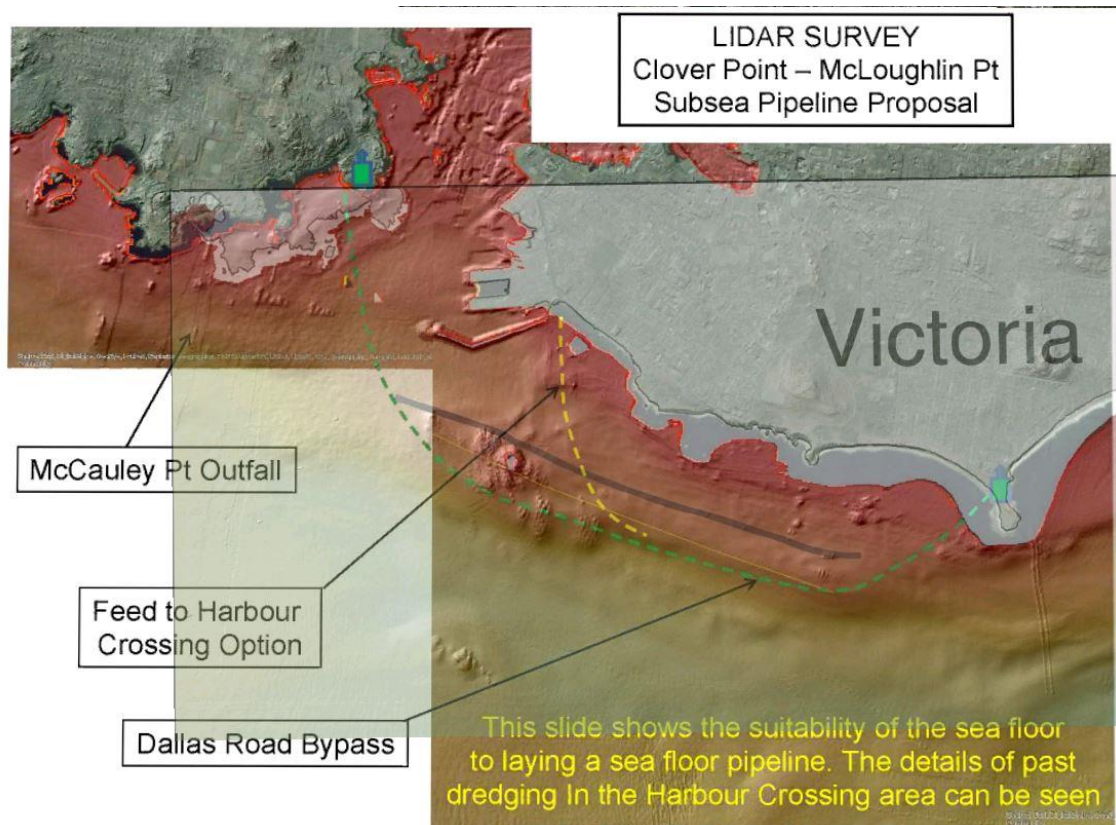 LIDAR SURVEY
Clover Point – McLoughlin Pt
Subsea Pipeline Proposal
Victoria
McCauley Pt Outfall
Feed to Harbour
Crossing Option
Dallas Road Bypass
This slide shows the suitability of the sea floor
to laying a sea floor pipeline. The details of past
dredging In the Harbour Crossing area can be seen